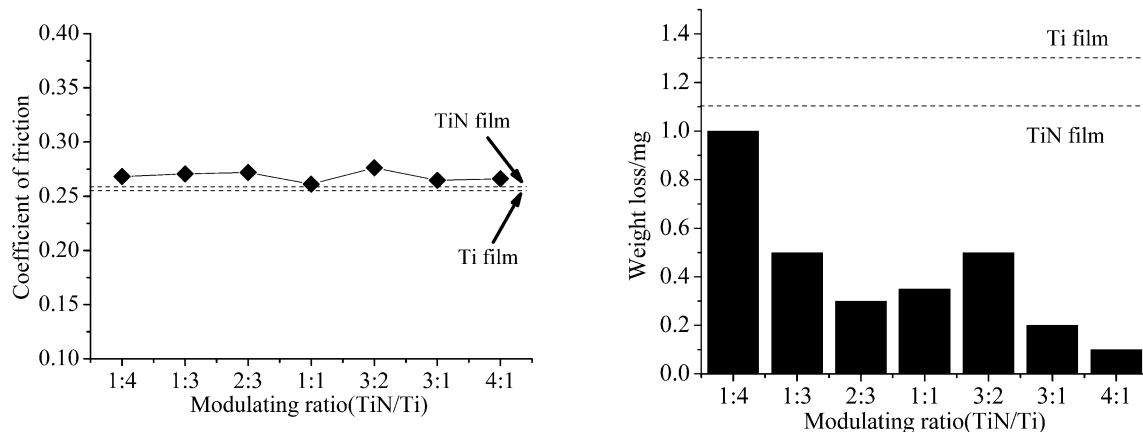 0.40
0.35
0.30
0.25
0.20
0.15
0.10
Coefficient of friction
TiN film
Ti film
1:4 1:3 2:3 1:1 3:2 3:1 4:1
Modulating ratio(TiN/Ti)
1.4
1.2
1.0
0.8
0.6
0.4
0.2
0.0
Weight loss/mg
Ti film
TiN film
1:4 1:3 2:3 1:1 3:2 3:1 4:1
Modulating ratio(TiN/Ti)